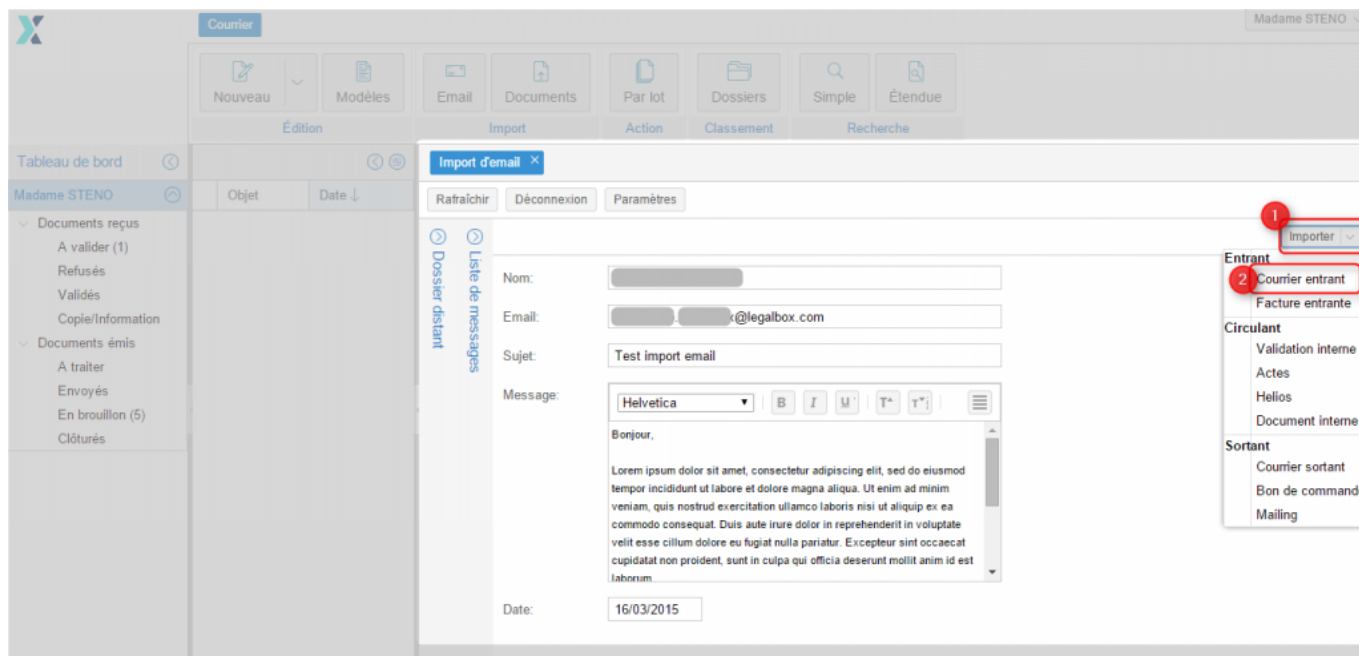 Courrier
Madame STENO
Nouveau
Modèles
Email
Documents
Par lot
Dossiers
Simple
Étendue
Édition
Import
Action
Classement
Recherche
Tableau de bord
Import d'email
Madame STENO
Objet
Date
Rafraîchir
Déconnexion
Paramètres
Documents reçus
A valider (1)
Refusés
Validés
Copie/Information
Documents émis
A traiter
Envoyés
En brouillon (5)
Clôturés
Dossier distant
Liste de messages
1
Importer
Nom:
Email:
@legalbox.com
Sujet:
Test import email
Message:
Helvetica
B I U T T
Bonjour,
Lorem ipsum dolor sit amet, consectetur adipiscing elit, sed do eiusmod
tempor incididunt ut labore et dolore magna aliqua. Ut enim ad minim
veniam, quis nostrud exercitation ullamco laboris nisi ut aliquip ex ea
commodo consequat. Duis aute irure dolor in reprehenderit in voluptate
velit esse cillum dolore eu fugiat nulla pariatur. Excepteur sint occaecat
cupidatat non proident, sunt in culpa qui officia deserunt mollit anim id est
laborum
Date:
16/03/2015
Entrant
2
Courrier entrant
Facture entrante
Circulant
Validation interne
Actes
Helios
Document interne
Sortant
Courrier sortant
Bon de command
Mailing